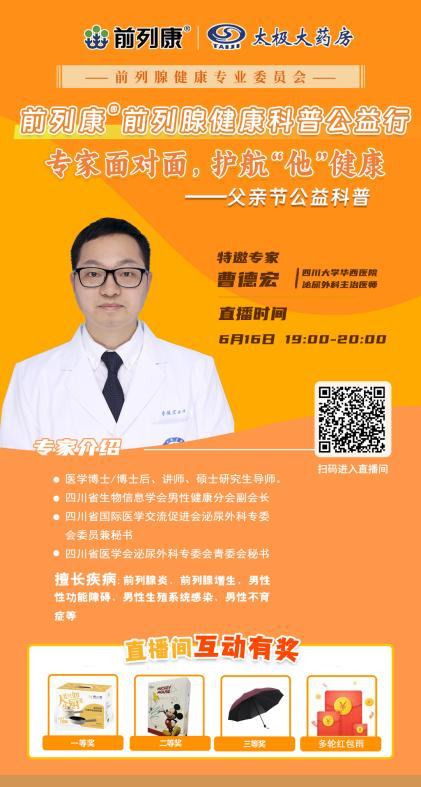 前列康® 太极大药房
TAIJI
前列腺健康专业委员会
前列康®前列腺健康科普公益行
专家面对面，护航“他”健康
——父亲节公益科普
特邀专家
曹德宏 四川大学华西医院
泌尿外科主治医师
直播时间
6月16日 19:00-20:00
扫码进入直播间
专家介绍
医学博士/博士后、讲师、硕士研究生导师。
四川省生物信息学会男性健康分会副会长
四川省国际医学交流促进会泌尿外科专委
会委员兼秘书
四川省医学会泌尿外科专委会青委会秘书
擅长疾病：前列腺炎、前列腺增生、男性
性功能障碍、男性生殖系统感染、男性不育
症等
直播间互动有奖
MICKEY
MOUSE
一等奖 二等奖 三等奖 多轮红包雨